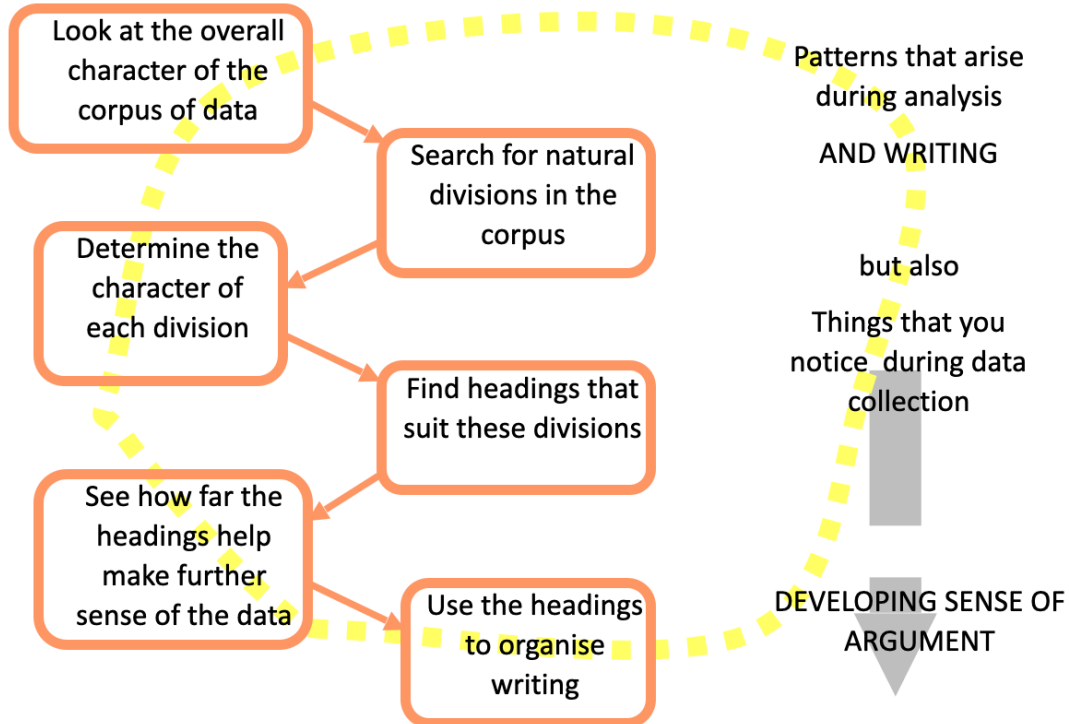 Look at the overall
character of the
corpus of data
Search for natural
divisions in the
corpus
Determine the
character of
each division
Find headings that
suit these divisions
See how far the
headings help
make further
sense of the data
Use the headings
to organise
writing
Patterns that arise
during analysis
AND WRITING
but also
Things that you
notice during data
collection
DEVELOPING SENSE OF
ARGUMENT